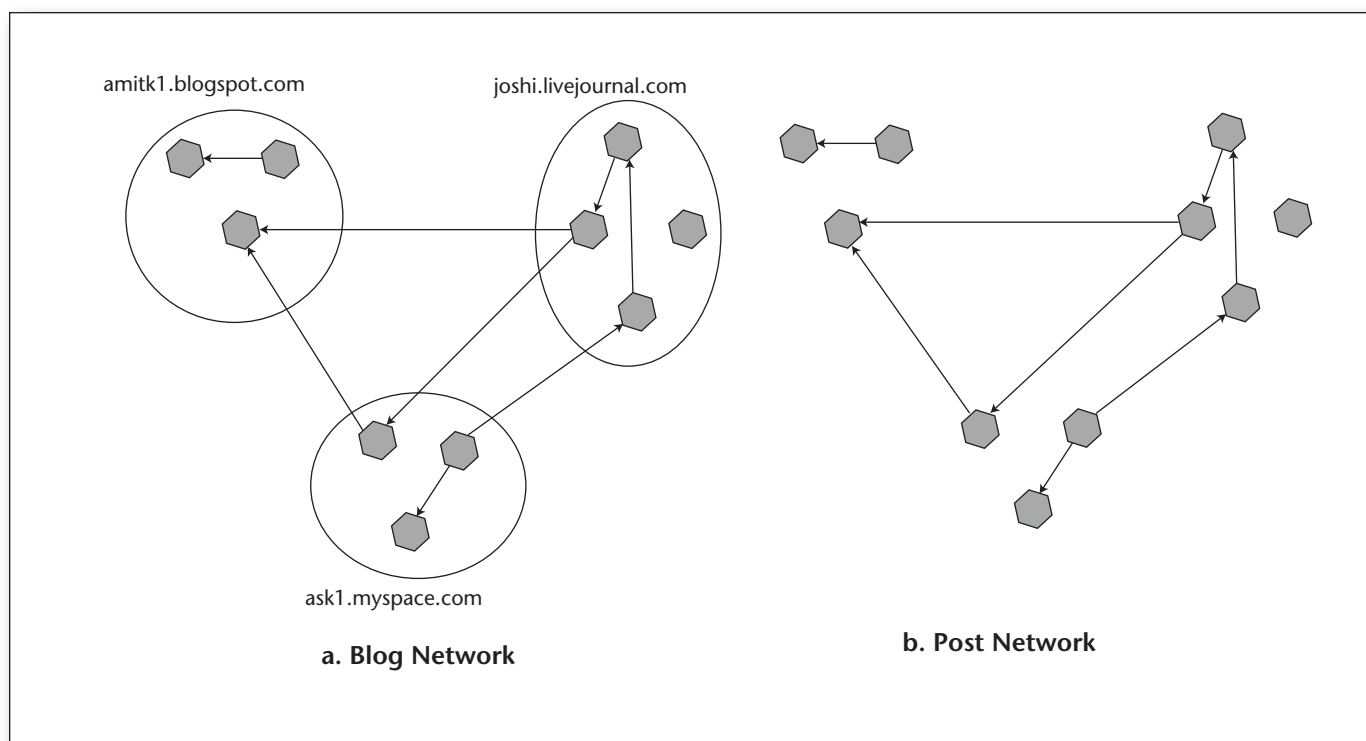 amitk1.blogspot.com
joshi.livejournal.com
ask1.myspace.com
a. Blog Network
b. Post Network